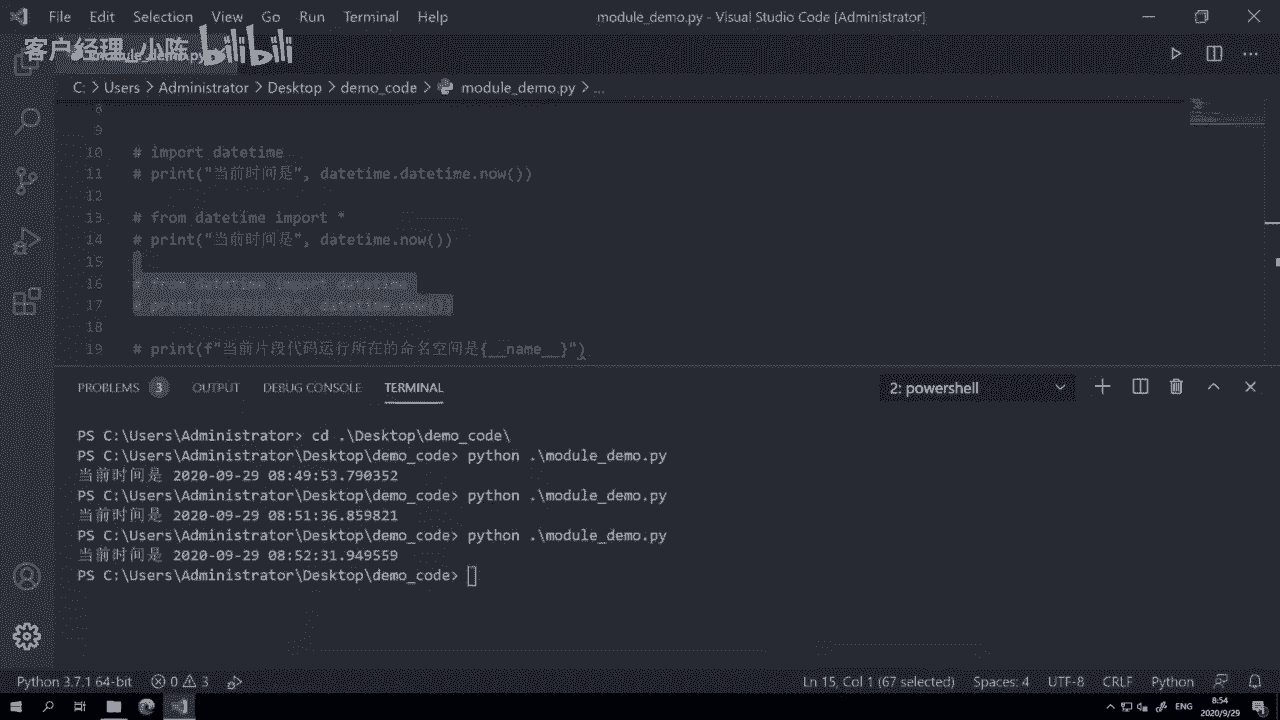 File Edit Selection View Go Run Terminal Help
module_demo.py - Visual Studio Code [Administrator]
客户经理_小陈 bilibili
C: > Users > Administrator > Desktop > demo_code > module_demo.py > ...
8
9
10 # import datetime
11 # print("当前时间是", datetime.datetime.now())
12
13 # from datetime import *
14 # print("当前时间是", datetime.now())
15
16 # from datetime import datetime
17 # print("当前时间是", datetime.now())
18
19 # print(f"当前片段代码运行所在的命名空间是{__name__}")
PROBLEMS 3 OUTPUT DEBUG CONSOLE TERMINAL
2: powershell
PS C:\Users\Administrator> cd .\Desktop\demo_code\
PS C:\Users\Administrator\Desktop\demo_code> python .\module_demo.py
当前时间是 2020-09-29 08:49:53.790352
PS C:\Users\Administrator\Desktop\demo_code> python .\module_demo.py
当前时间是 2020-09-29 08:51:36.859821
PS C:\Users\Administrator\Desktop\demo_code> python .\module_demo.py
当前时间是 2020-09-29 08:52:31.949559
PS C:\Users\Administrator\Desktop\demo_code>
Python 3.7.1 64-bit 0 3
Ln 15, Col 1 (67 selected) Spaces: 4 UTF-8 CRLF Python
ENG
8:54
2020/9/29